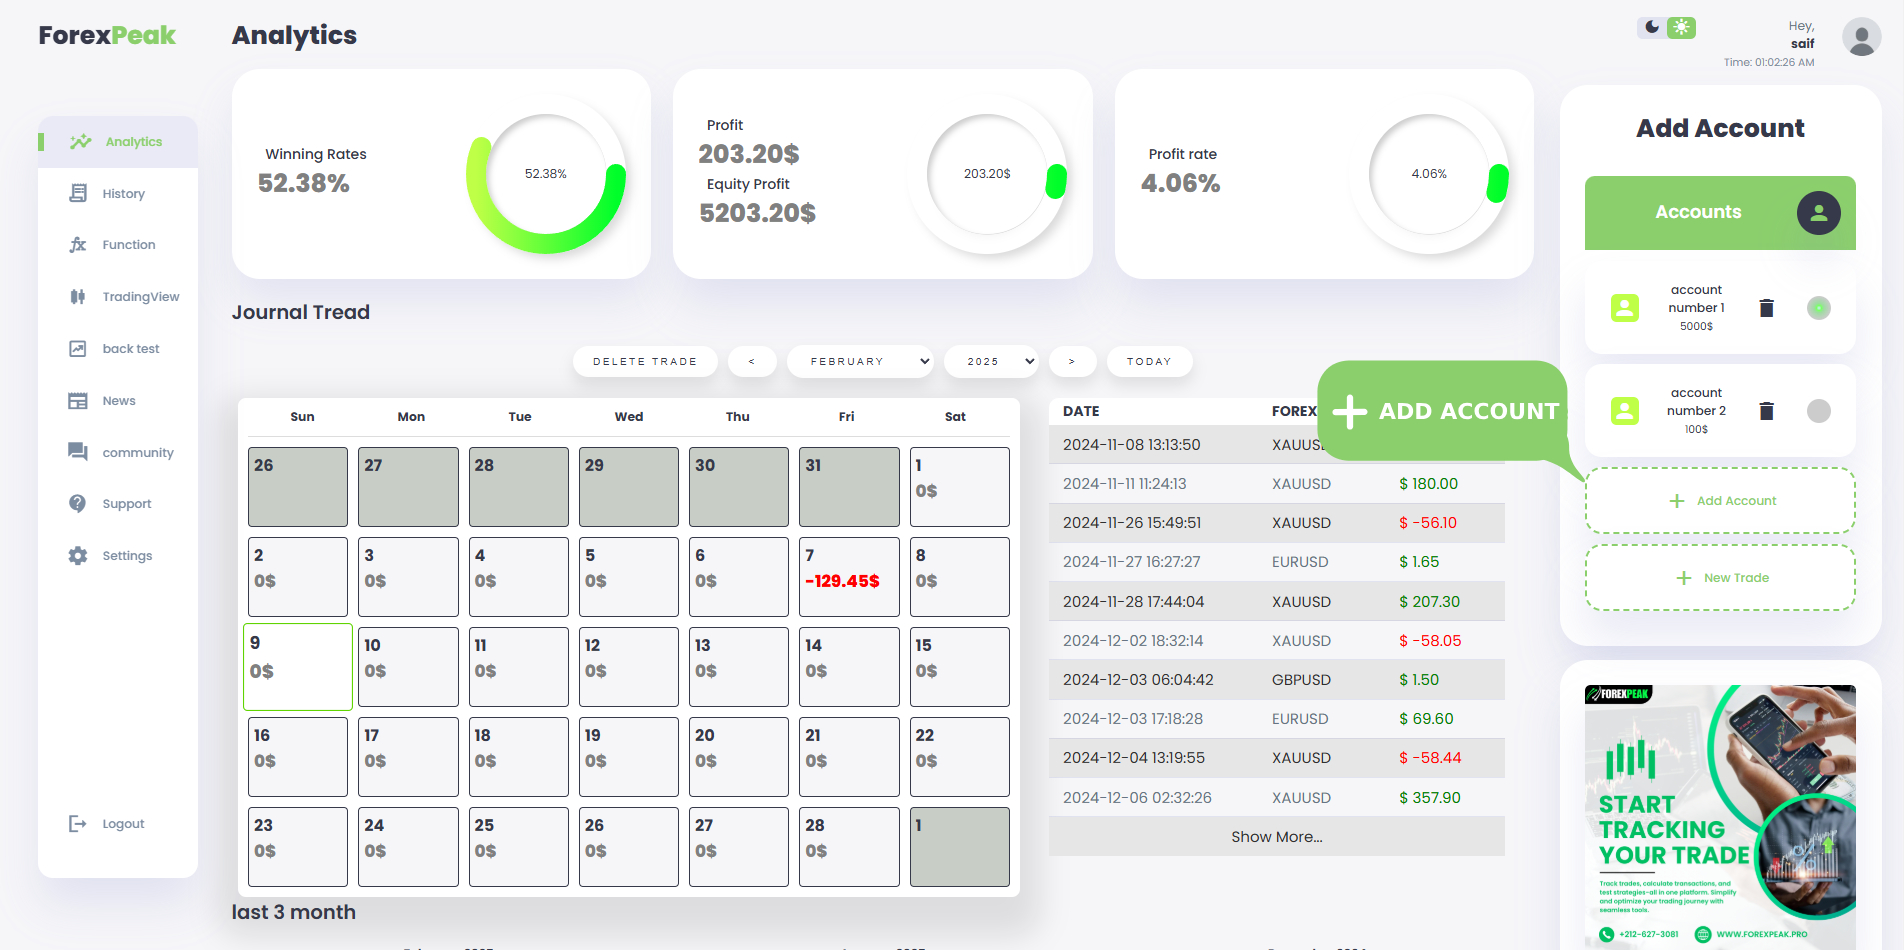 ForexPeak
Analytics
Hey,
saif
Time: 01:02:26 AM
Analytics
History
Function
TradingView
back test
News
community
Support
Settings
Logout
Winning Rates
52.38%
52.38%
Profit
203.20$
Equity Profit
5203.20$
203.20$
Profit rate
4.06%
4.06%
Journal Tread
DELETE TRADE < FEBRUARY 2025 > TODAY
Sun Mon Tue Wed Thu Fri Sat
26 27 28 29 30 31 1
0$
2 3 4 5 6 7 8
0$ 0$ 0$ 0$ 0$ -129.45$ 0$
9 10 11 12 13 14 15
0$ 0$ 0$ 0$ 0$ 0$ 0$
16 17 18 19 20 21 22
0$ 0$ 0$ 0$ 0$ 0$ 0$
23 24 25 26 27 28 1
0$ 0$ 0$ 0$ 0$ 0$
last 3 month
DATE FOREX
2024-11-08 13:13:50
2024-11-11 11:24:13 XAUUSD $ 180.00
2024-11-26 15:49:51 XAUUSD $ -56.10
2024-11-27 16:27:27 EURUSD $ 1.65
2024-11-28 17:44:04 XAUUSD $ 207.30
2024-12-02 18:32:14 XAUUSD $ -58.05
2024-12-03 06:04:42 GBPUSD $ 1.50
2024-12-03 17:18:28 EURUSD $ 69.60
2024-12-04 13:19:55 XAUUSD $ -58.44
2024-12-06 02:32:26 XAUUSD $ 357.90
Show More...
+ ADD ACCOUNT
Add Account
Accounts
account
number 1
5000$
account
number 2
100$
+ Add Account
+ New Trade
FOREXPEAK
START
TRACKING
YOUR TRADE
Track trades, calculate transactions, and
test strategies-all in one platform. Simplify
and optimize your trading journey with
seamless tools.
+212-627-3081 WWW.FOREXPEAK.PRO